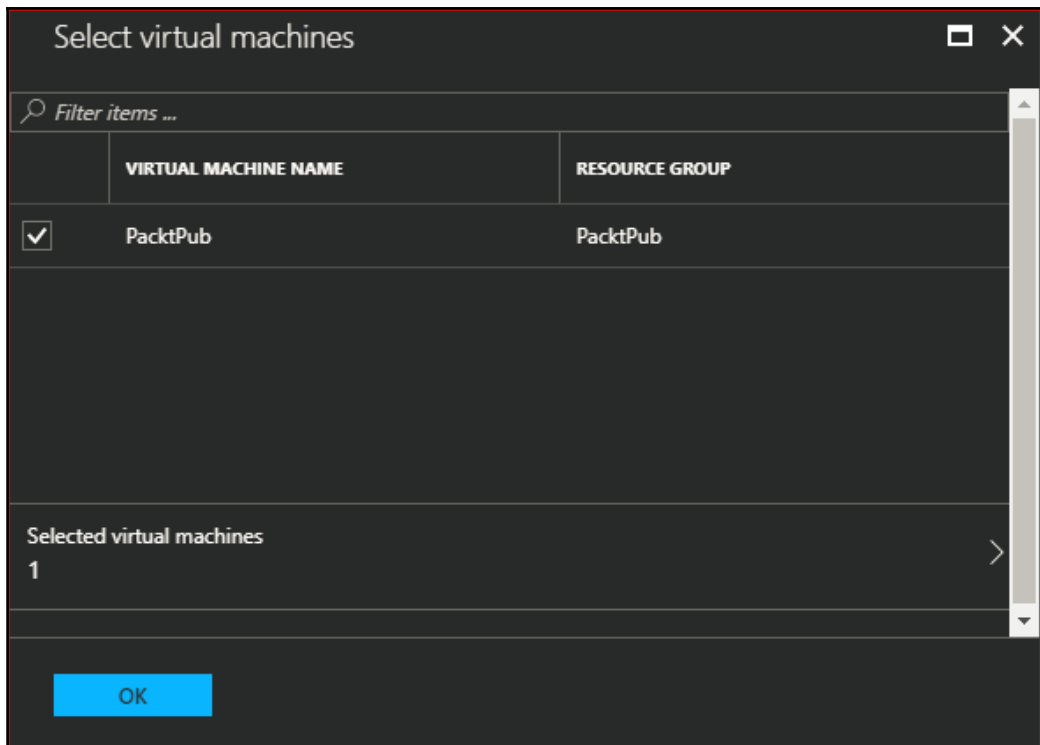 Select virtual machines
Filter items ...
VIRTUAL MACHINE NAME RESOURCE GROUP
PacktPub PacktPub
Selected virtual machines
1
OK